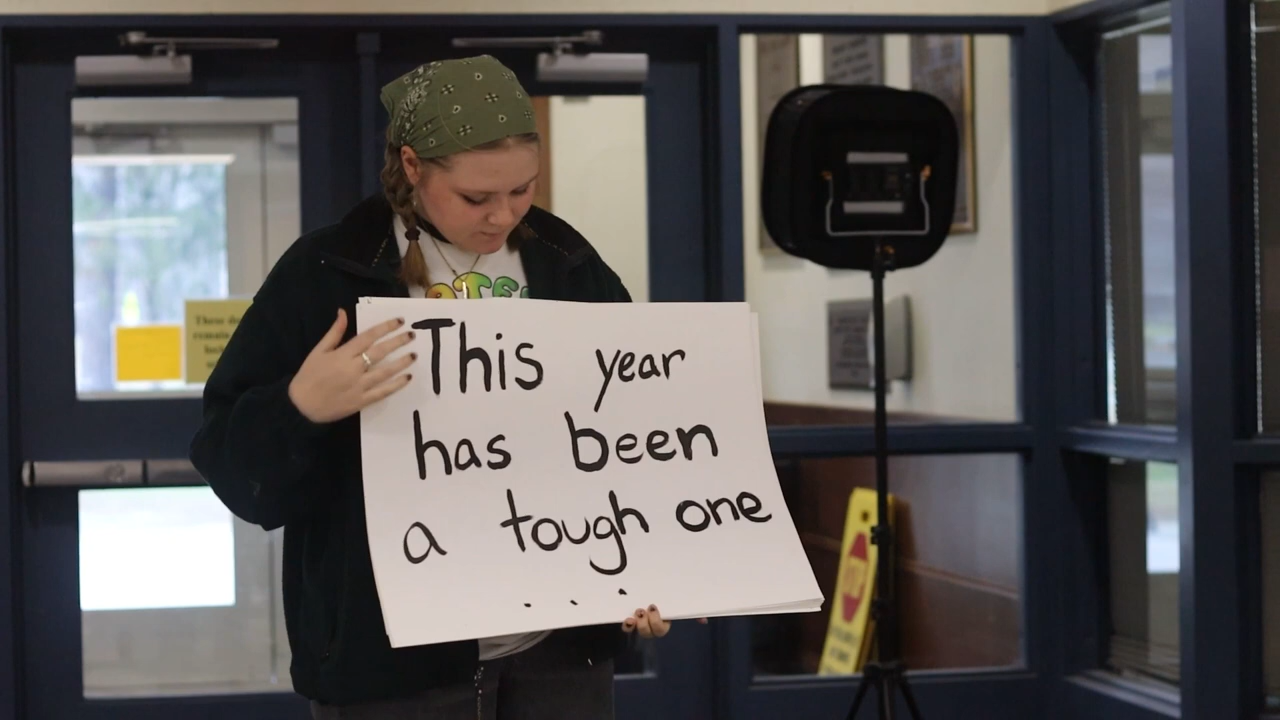 This year
has been
a tough one
. . .